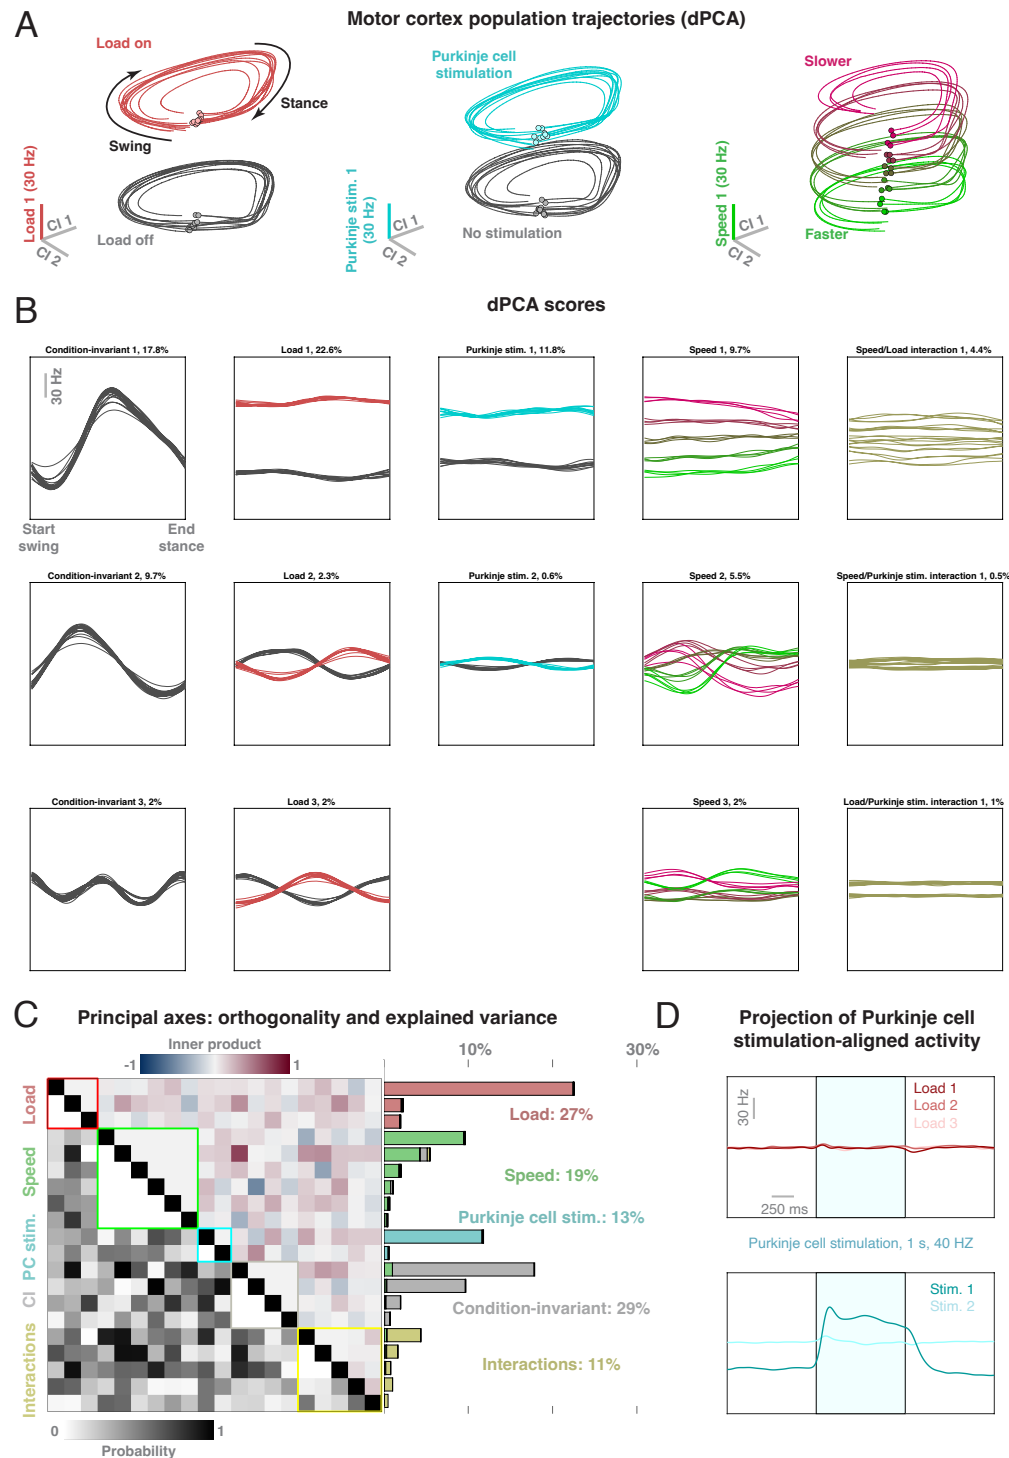 A
Motor cortex population trajectories (dPCA)
Load on
Stance
Swing
Load off
Load 1 (30 Hz)
CI 1
CI 2
Purkinje cell
stimulation
No stimulation
Purkinje stim. 1
(30 Hz)
CI 1
CI 2
Slower
Faster
Speed 1 (30 Hz)
CI 1
CI 2
B
dPCA scores
Condition-invariant 1, 17.8%
Load 1, 22.6%
Purkinje stim. 1, 11.8%
Speed 1, 9.7%
Speed/Load interaction 1, 4.4%
30 Hz
Start
swing
End
stance
Condition-invariant 2, 9.7%
Load 2, 2.3%
Purkinje stim. 2, 0.6%
Speed 2, 5.5%
Speed/Purkinje stim. interaction 1, 0.5%
Condition-invariant 3, 2%
Load 3, 2%
Speed 3, 2%
Load/Purkinje stim. interaction 1, 1%
C
Principal axes: orthogonality and explained variance
Inner product
-1
1
10%
30%
Load
Speed
PC stim.
CI
Interactions
Load: 27%
Speed: 19%
Purkinje cell stim.: 13%
Condition-invariant: 29%
Interactions: 11%
0
1
Probability
D
Projection of Purkinje cell
stimulation-aligned activity
30 Hz
Load 1
Load 2
Load 3
250 ms
Purkinje cell stimulation, 1 s, 40 HZ
Stim. 1
Stim. 2